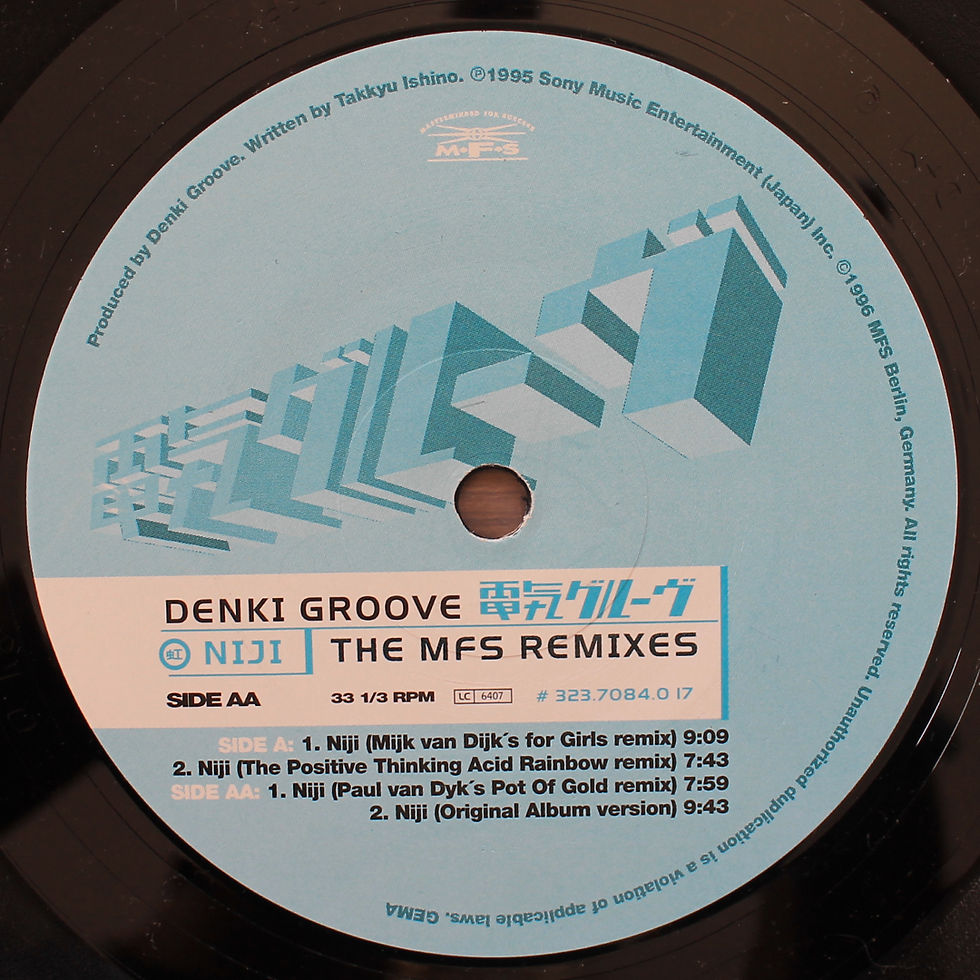 Produced by Denki Groove. Written by Takkyu Ishino. ℗1995 Sony Music Entertainment (Japan) Inc. ©1996 MFS Berlin, Germany. All rights reserved. Unauthorized duplication is a violation of applicable laws. GEMA
MASTERMINDED FOR SUCCESS
M•F•S
電気グルーヴ
DENKI GROOVE 電気グルーヴ
虹 NIJI THE MFS REMIXES
SIDE AA 33 1/3 RPM LC 6407 # 323.7084.0 17
SIDE A: 1. Niji (Mijk van Dijk´s for Girls remix) 9:09
2. Niji (The Positive Thinking Acid Rainbow remix) 7:43
SIDE AA: 1. Niji (Paul van Dyk´s Pot Of Gold remix) 7:59
2. Niji (Original Album version) 9:43